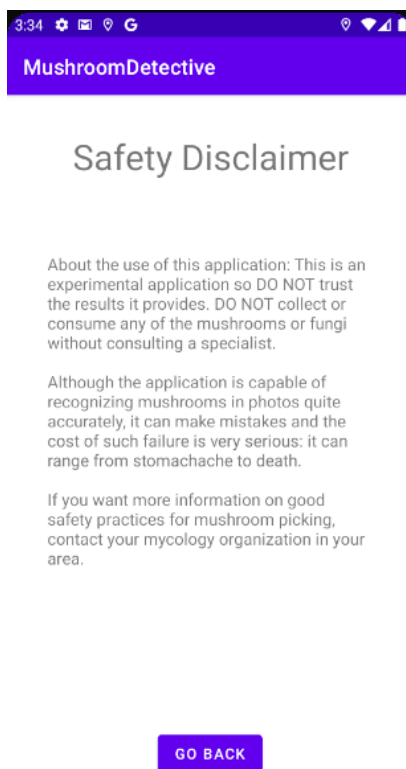 3:34
MushroomDetective
Safety Disclaimer
About the use of this application: This is an
experimental application so DO NOT trust
the results it provides. DO NOT collect or
consume any of the mushrooms or fungi
without consulting a specialist.
Although the application is capable of
recognizing mushrooms in photos quite
accurately, it can make mistakes and the
cost of such failure is very serious: it can
range from stomachache to death.
If you want more information on good
safety practices for mushroom picking,
contact your mycology organization in your
area.
GO BACK